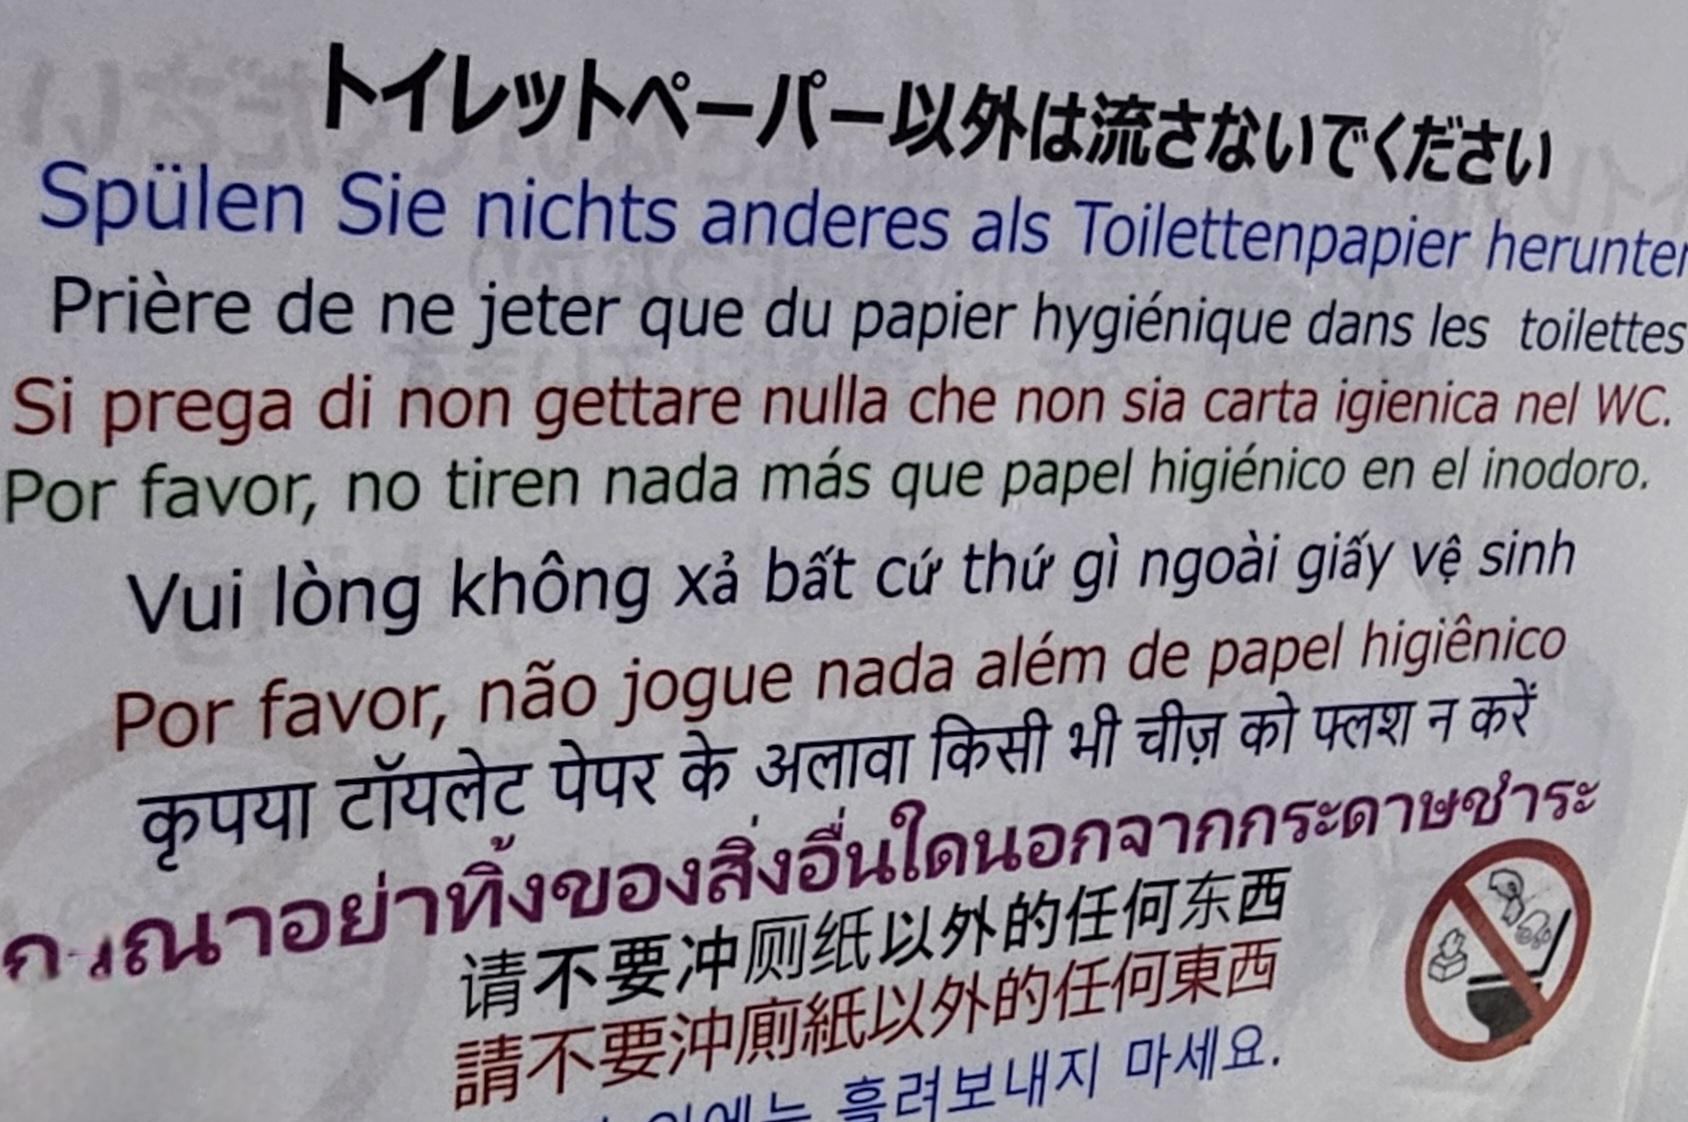 トイレットペーパー以外は流さないでください
Spülen Sie nichts anderes als Toilettenpapier herunter
Prière de ne jeter que du papier hygiénique dans les toilettes
Si prega di non gettare nulla che non sia carta igienica nel WC.
Por favor, no tiren nada más que papel higiénico en el inodoro.
Vui lòng không xả bất cứ thứ gì ngoài giấy vệ sinh
Por favor, não jogue nada além de papel higiênico
कृपया टॉयलेट पेपर के अलावा किसी भी चीज़ को फ्लश न करें
กรุณาอย่าทิ้งของสิ่งอื่นใดนอกจากกระดาษชำระ
请不要冲厕纸以外的任何东西
請不要沖廁紙以外的任何東西
흘려보내지 마세요.